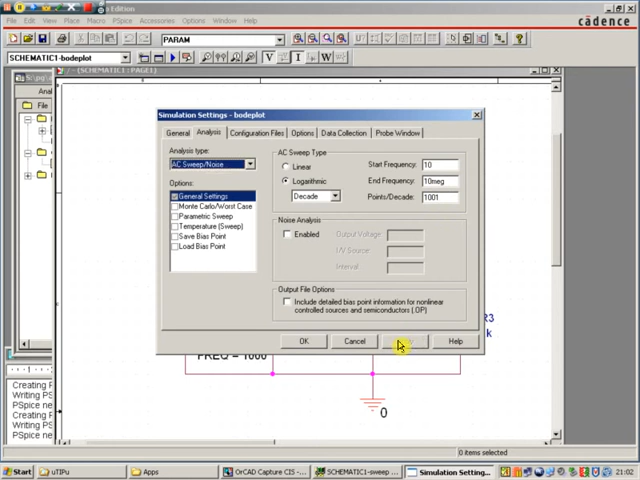 Edition
File View Place Macro PSpice Accessories Options Window Help
cādence
PARAM
SCHEMATIC1-bodeplot
V I W
/ - (SCHEMATIC1 : PAGE1)
Anal
File
Simulation Settings - bodeplot
General Analysis Configuration Files Options Data Collection Probe Window
Analysis type:
AC Sweep/Noise
Options:
General Settings
Monte Carlo/Worst Case
Parametric Sweep
Temperature (Sweep)
Save Bias Point
Load Bias Point
AC Sweep Type
Linear
Logarithmic
Decade
Start Frequency: 10
End Frequency: 10meg
Points/Decade: 1001
Noise Analysis
Enabled
Output Voltage:
I/V Source:
Interval:
Output File Options
Include detailed bias point information for nonlinear
controlled sources and semiconductors (.OP)
OK Cancel Help
R3
k
FREQ = 1000
0
Creating P
Writing PS
PSpice ne
Creating P
Writing PS
PSpice ne
0 items selected
Start uTIPu Apps OrCAD Capture CIS -... SCHEMATIC1-sweep ... Simulation Settings... 21:02